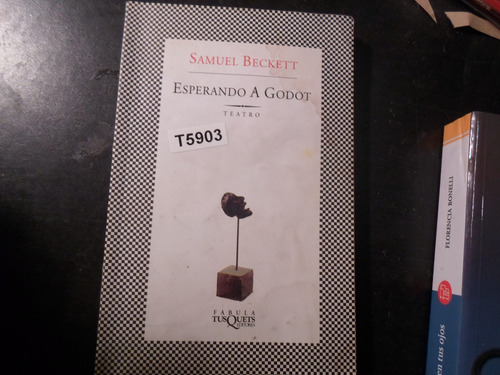 SAMUEL BECKETT
ESPERANDO A GODOT
TEATRO
T5903
FÁBULA
TUSQUETS
EDITORES
FLORENCIA BONELLI
en tus ojos